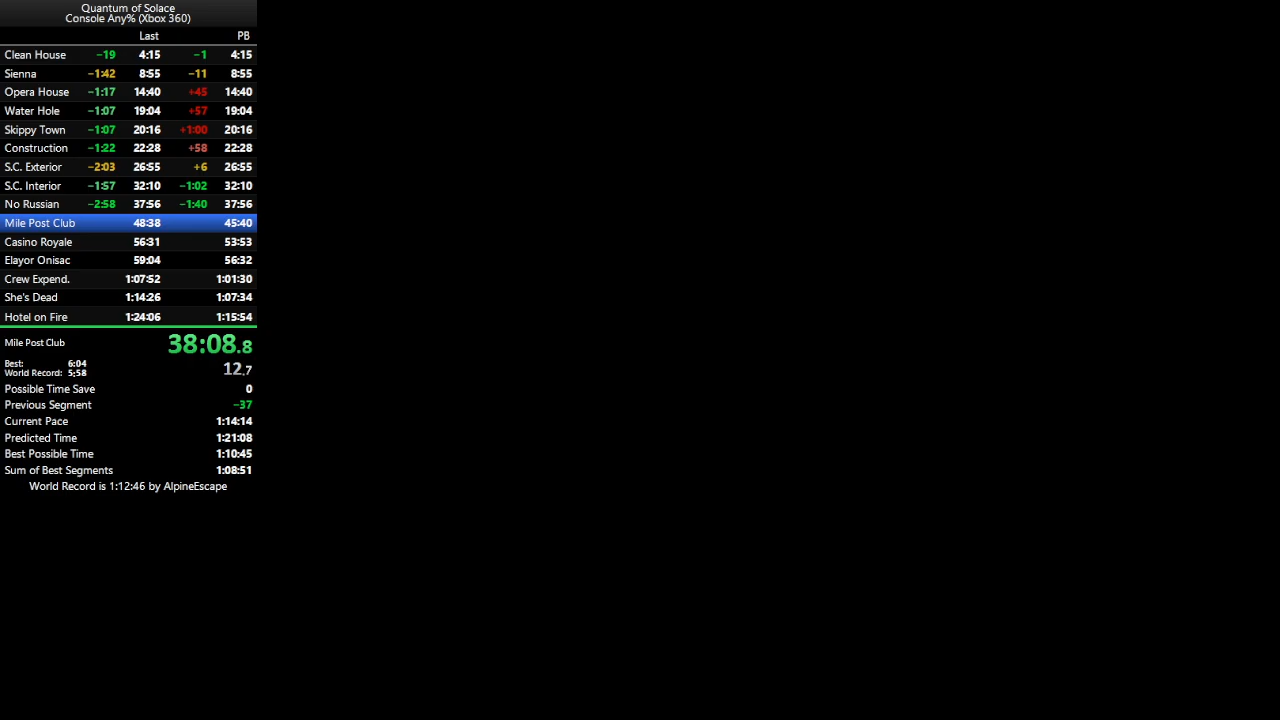 Quantum of Solace
Console Any% (Xbox 360)
Last PB
Clean House −19 4:15 −1 4:15
Sienna −1:42 8:55 −11 8:55
Opera House −1:17 14:40 +45 14:40
Water Hole −1:07 19:04 +57 19:04
Skippy Town −1:07 20:16 +1:00 20:16
Construction −1:22 22:28 +58 22:28
S.C. Exterior −2:03 26:55 +6 26:55
S.C. Interior −1:57 32:10 −1:02 32:10
No Russian −2:58 37:56 −1:40 37:56
Mile Post Club 48:38 45:40
Casino Royale 56:31 53:53
Elayor Onisac 59:04 56:32
Crew Expend. 1:07:52 1:01:30
She's Dead 1:14:26 1:07:34
Hotel on Fire 1:24:06 1:15:54
Mile Post Club 38:08.8
Best: 6:04
World Record: 5:58 12.7
Possible Time Save 0
Previous Segment −37
Current Pace 1:14:14
Predicted Time 1:21:08
Best Possible Time 1:10:45
Sum of Best Segments 1:08:51
World Record is 1:12:46 by AlpineEscape